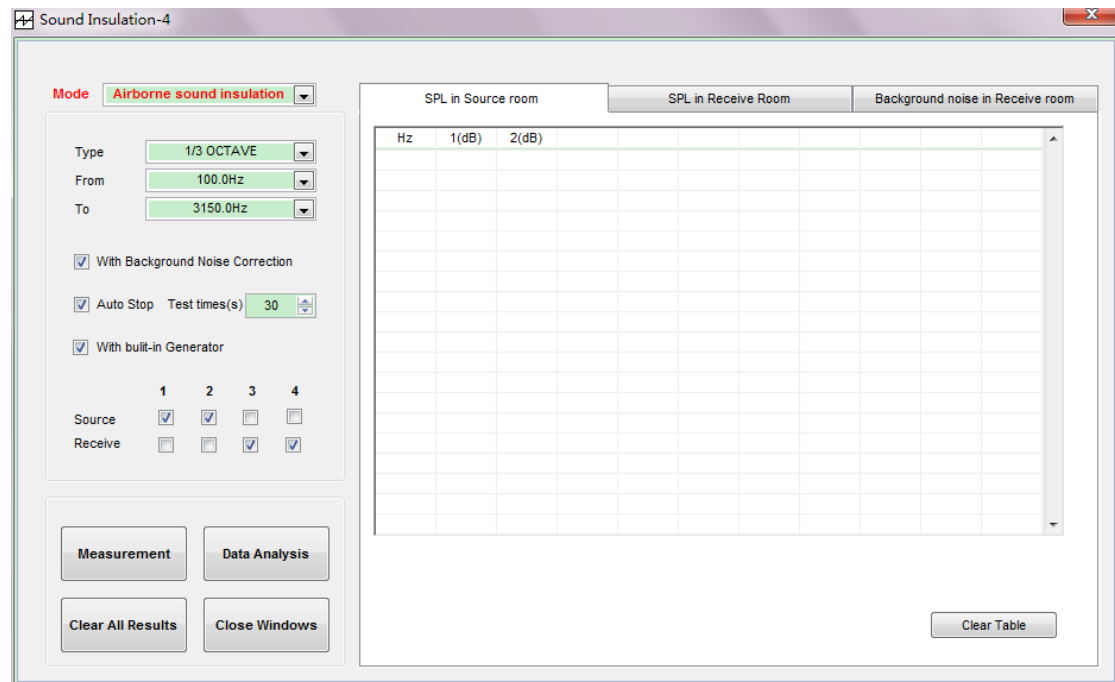 Sound Insulation-4
x
Mode Airborne sound insulation
Type 1/3 OCTAVE
From 100.0Hz
To 3150.0Hz
With Background Noise Correction
Auto Stop Test times(s) 30
With bulit-in Generator
1 2 3 4
Source
Receive
Measurement Data Analysis
Clear All Results Close Windows
SPL in Source room SPL in Receive Room Background noise in Receive room
Hz 1(dB) 2(dB)
Clear Table